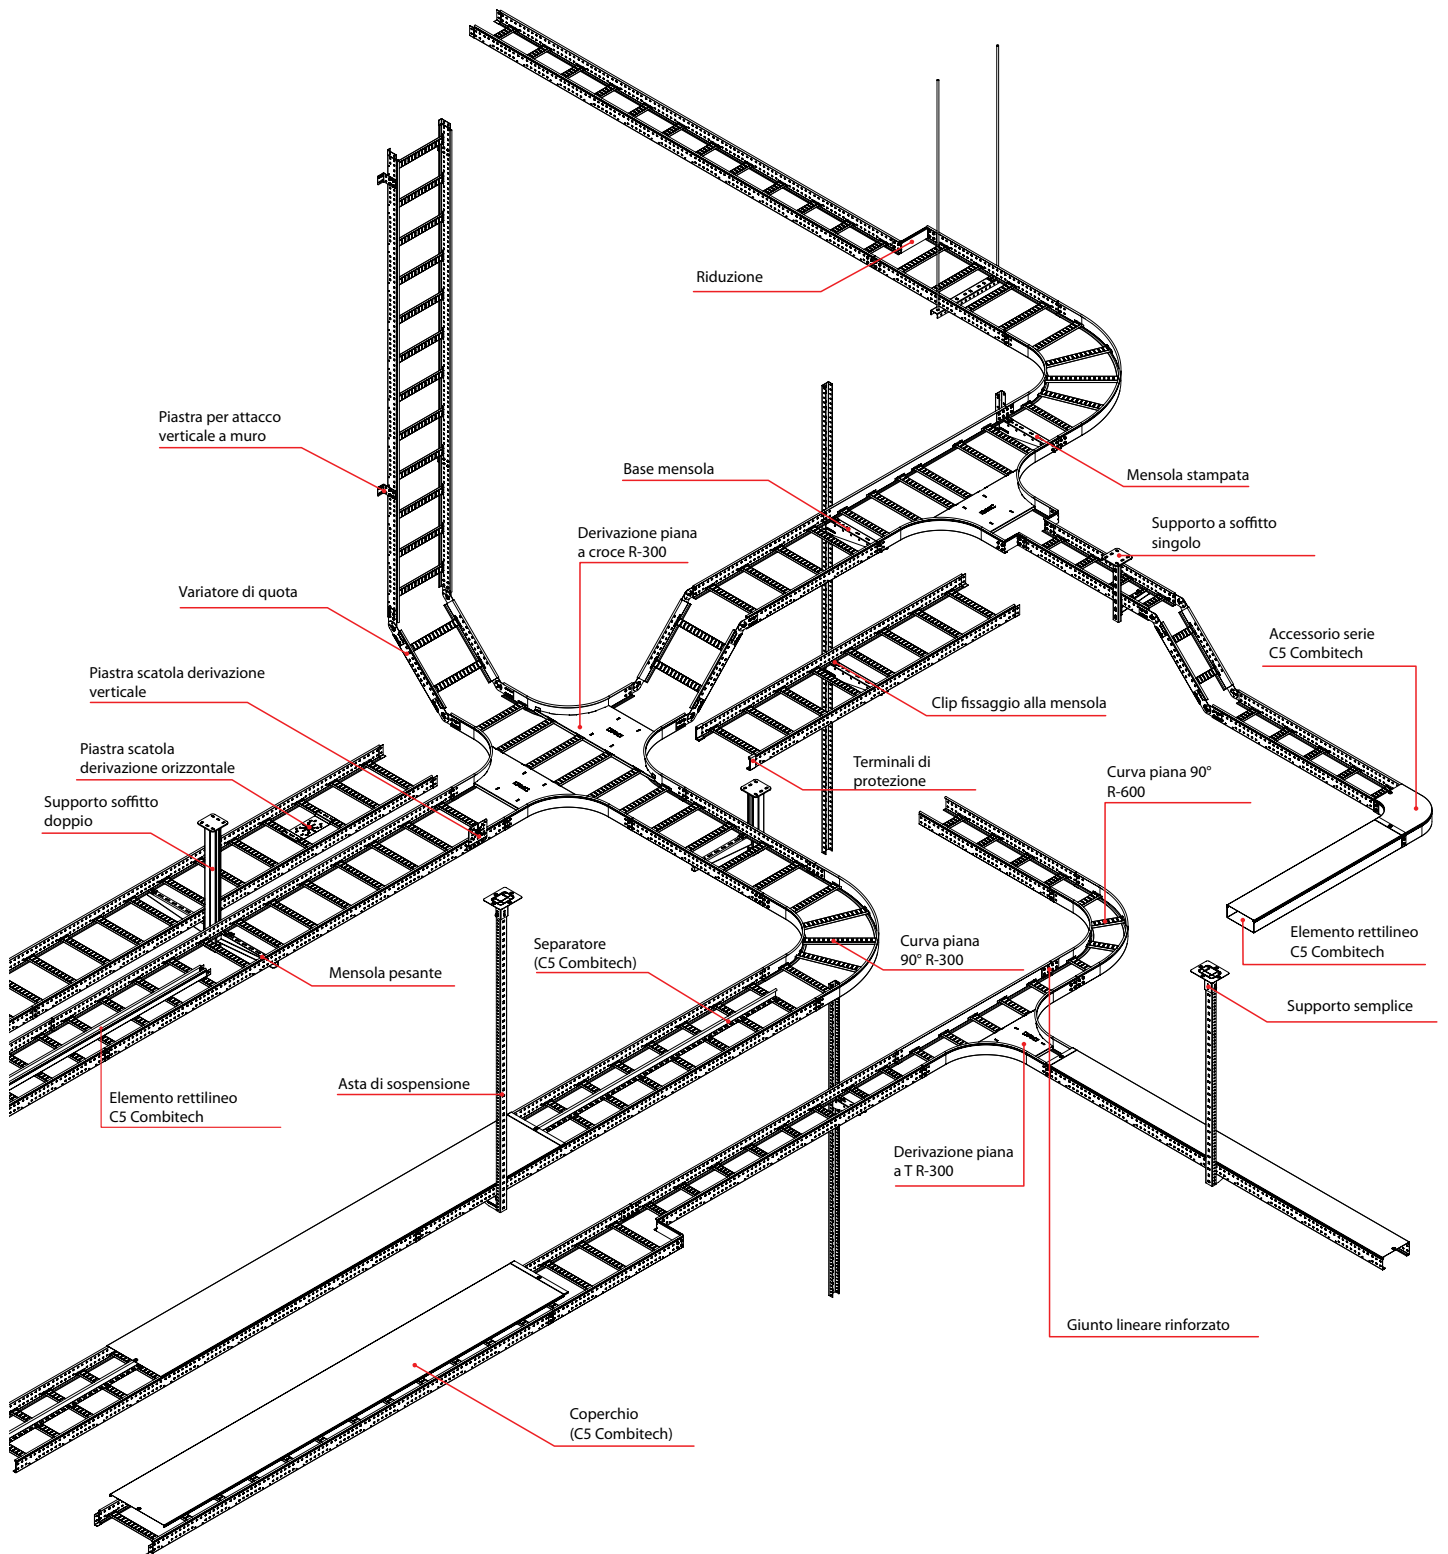 Riduzione
Piastra per attacco
verticale a muro
Base mensola
Mensola stampata
Derivazione piana
a croce R-300
Supporto a soffitto
singolo
Variatore di quota
Accessorio serie
C5 Combitech
Piastra scatola derivazione
verticale
Clip fissaggio alla mensola
Piastra scatola
derivazione orizzontale
Terminali di
protezione
Curva piana 90°
R-600
Supporto soffitto
doppio
Separatore
(C5 Combitech)
Curva piana
90° R-300
Elemento rettilineo
C5 Combitech
Mensola pesante
Supporto semplice
Asta di sospensione
Elemento rettilineo
C5 Combitech
Derivazione piana
a T R-300
Giunto lineare rinforzato
Coperchio
(C5 Combitech)